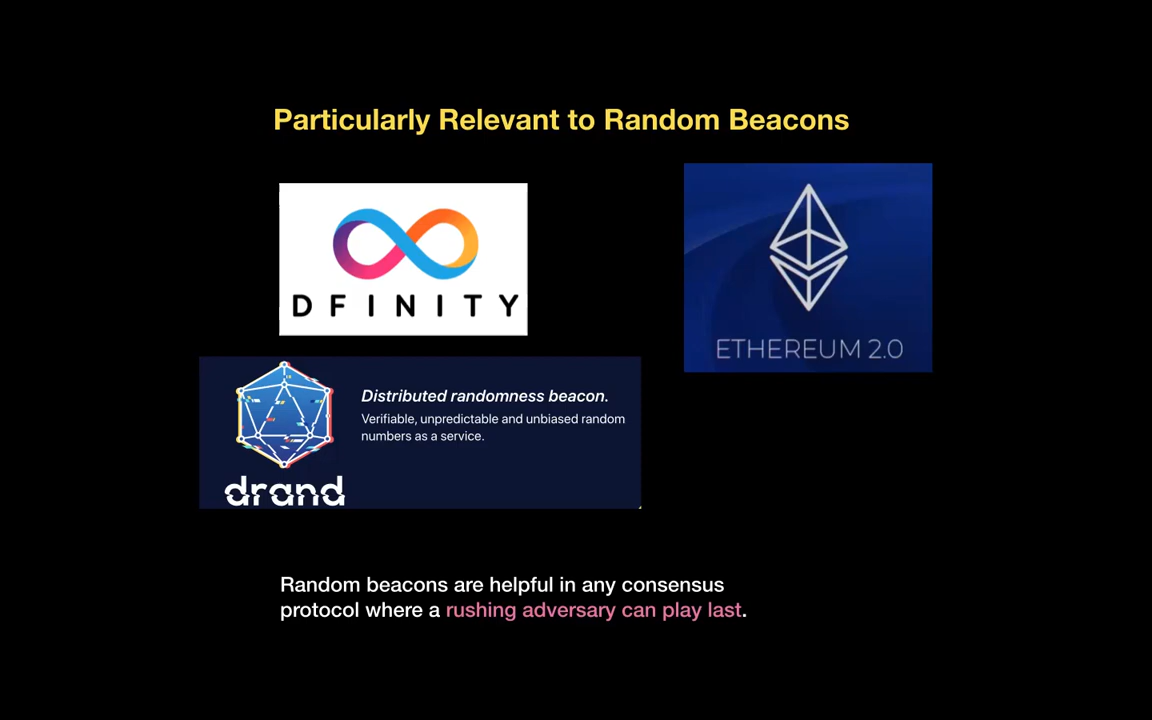 Particularly Relevant to Random Beacons
DFINITY
ETHEREUM 2.0
Distributed randomness beacon.
Verifiable, unpredictable and unbiased random
numbers as a service.
drand
Random beacons are helpful in any consensus
protocol where a rushing adversary can play last.